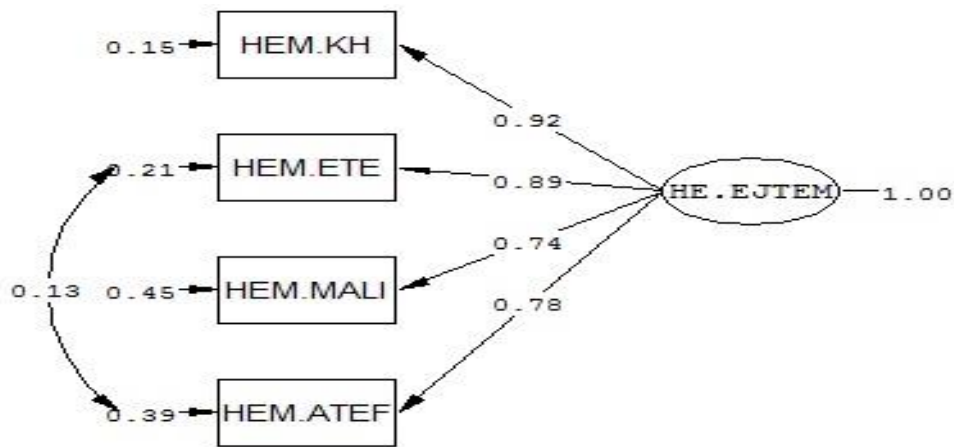 0.15
HEM.KH
0.92
0.21
HEM.ETE
0.89
HE.EJTEM
1.00
0.74
0.13
0.45
HEM.MALI
0.78
0.39
HEM.ATEF